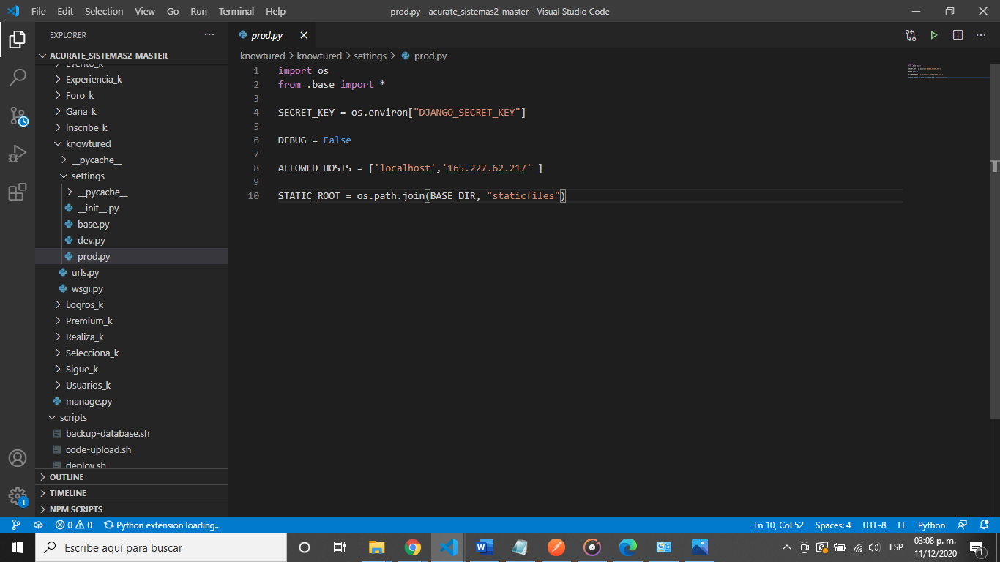 File Edit Selection View Go Run Terminal Help
prod.py - acurate_sistemas2-master - Visual Studio Code
EXPLORER
ACURATE_SISTEMAS2-MASTER
Evento_k
Experiencia_k
Foro_k
Gana_k
Inscribe_k
knowtured
__pycache__
settings
__pycache__
__init__.py
base.py
dev.py
prod.py
urls.py
wsgi.py
Logros_k
Premium_k
Realiza_k
Selecciona_k
Sigue_k
Usuarios_k
manage.py
scripts
backup-database.sh
code-upload.sh
deploy.sh
OUTLINE
TIMELINE
NPM SCRIPTS
1
prod.py
knowtured > knowtured > settings > prod.py
1 import os
2 from .base import *
3
4 SECRET_KEY = os.environ["DJANGO_SECRET_KEY"]
5
6 DEBUG = False
7
8 ALLOWED_HOSTS = ['localhost','165.227.62.217' ]
9
10 STATIC_ROOT = os.path.join(BASE_DIR, "staticfiles")
0 0 Python extension loading...
Ln 10, Col 52 Spaces: 4 UTF-8 LF Python
Escribe aquí para buscar
ESP
03:08 p. m.
11/12/2020
1